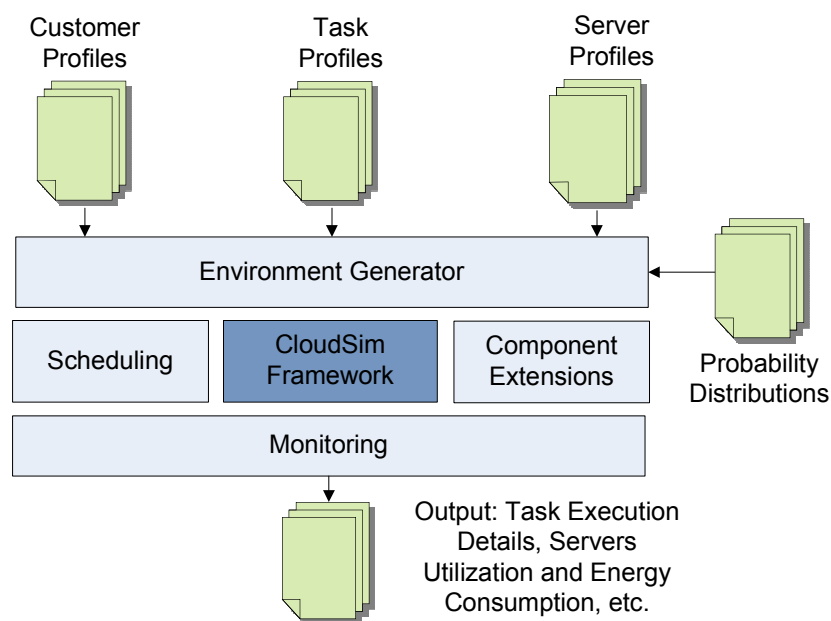 Customer
Profiles
Task
Profiles
Server
Profiles
Environment Generator
Scheduling
CloudSim
Framework
Component
Extensions
Probability
Distributions
Monitoring
Output: Task Execution
Details, Servers
Utilization and Energy
Consumption, etc.